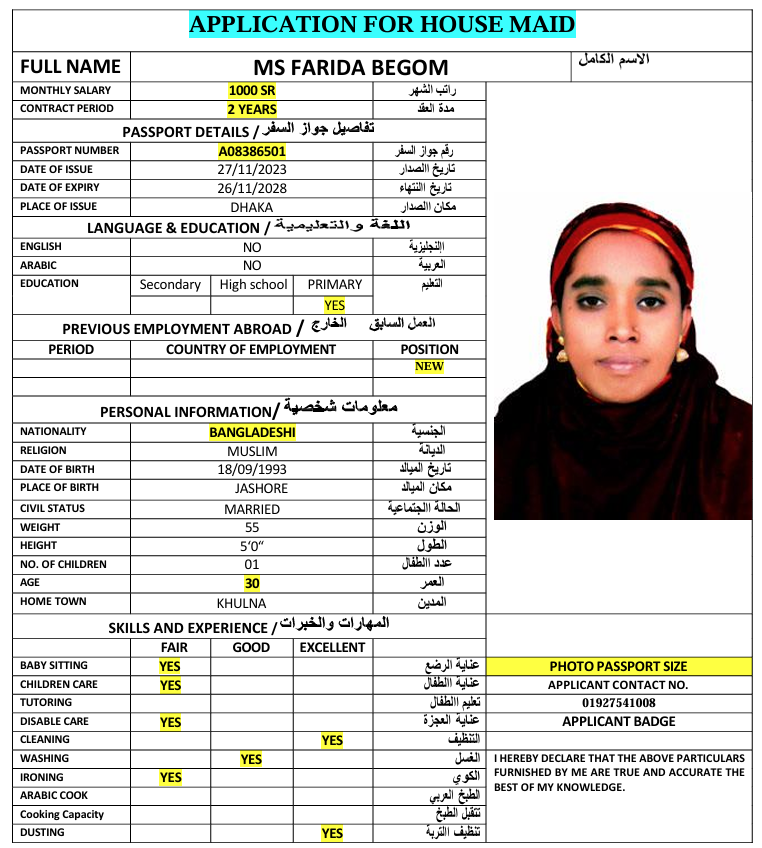 APPLICATION FOR HOUSE MAID
FULL NAME MS FARIDA BEGOM الاسم الكامل
MONTHLY SALARY 1000 SR راتب الشهر
CONTRACT PERIOD 2 YEARS مدة العقد
PASSPORT DETAILS / تفاصيل جواز السفر
PASSPORT NUMBER A08386501 رقم جواز السفر
DATE OF ISSUE 27/11/2023 تاريخ االصدار
DATE OF EXPIRY 26/11/2028 تاريخ االنتهاء
PLACE OF ISSUE DHAKA مكان االصدار
LANGUAGE & EDUCATION / اللغة والتعليمية
ENGLISH NO اإلنجليزية
ARABIC NO العربية
EDUCATION Secondary High school PRIMARY التعليم
YES
PREVIOUS EMPLOYMENT ABROAD / العمل السابق الخارج
PERIOD COUNTRY OF EMPLOYMENT POSITION
NEW
PERSONAL INFORMATION/ معلومات شخصية
NATIONALITY BANGLADESHI الجنسية
RELIGION MUSLIM الديانة
DATE OF BIRTH 18/09/1993 تاريخ الميالد
PLACE OF BIRTH JASHORE مكان الميالد
CIVIL STATUS MARRIED الحالة االجتماعية
WEIGHT 55 الوزن
HEIGHT 5‘0“ الطول
NO. OF CHILDREN 01 عدد االطفال
AGE 30 العمر
HOME TOWN KHULNA المدين
SKILLS AND EXPERIENCE / المهارات والخبرات
FAIR GOOD EXCELLENT
BABY SITTING YES عناية الرضع
CHILDREN CARE YES عناية االطفال
TUTORING تعليم االطفال
DISABLE CARE YES عناية العجزة
CLEANING YES التنظيف
WASHING YES الغسل
IRONING YES الكوي
ARABIC COOK الطبخ العربي
Cooking Capacity تتقبل الطبخ
DUSTING YES تنظيف االتربة
PHOTO PASSPORT SIZE
APPLICANT CONTACT NO.
01927541008
APPLICANT BADGE
I HEREBY DECLARE THAT THE ABOVE PARTICULARS
FURNISHED BY ME ARE TRUE AND ACCURATE THE
BEST OF MY KNOWLEDGE.